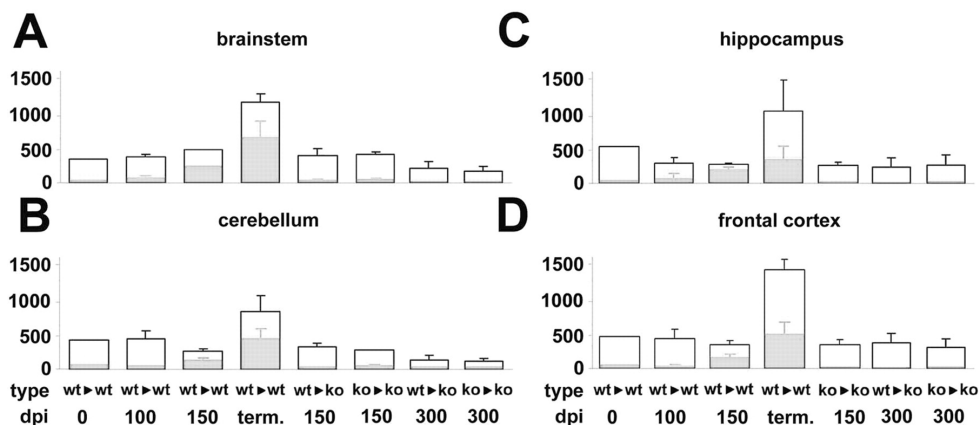 A
brainstem
1500
1000
500
0
B
cerebellum
1500
1000
500
0
type wt►wt wt►wt wt►wt wt►wt wt►ko ko►ko wt►ko ko►ko
dpi 0 100 150 term. 150 150 300 300
C
hippocampus
1500
1000
500
0
D
frontal cortex
1500
1000
500
0
type wt►wt wt►wt wt►wt wt►wt ko►ko wt►ko ko►ko
dpi 0 100 150 term. 150 300 300